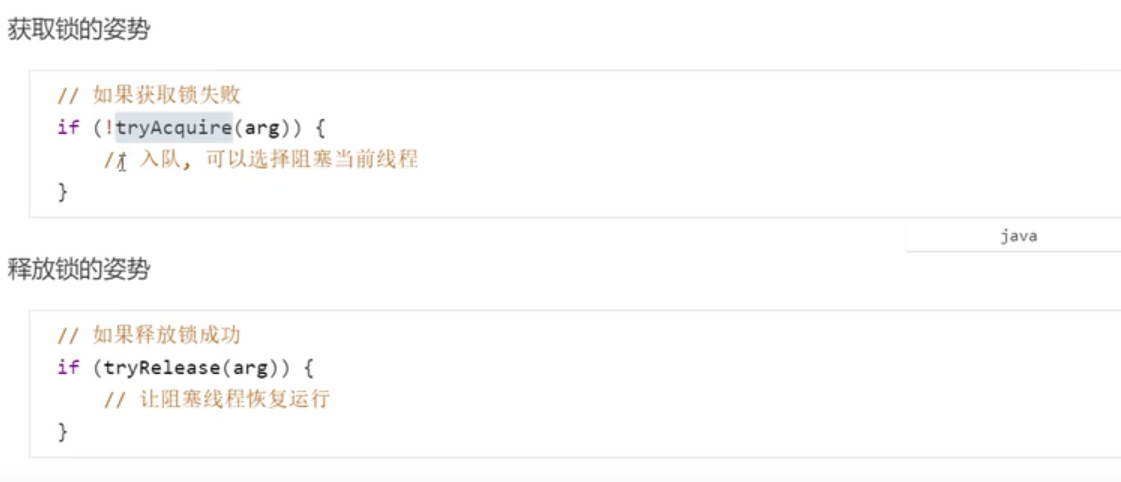 获取锁的姿势
// 如果获取锁失败
if (!tryAcquire(arg)) {
// 入队, 可以选择阻塞当前线程
}
java
释放锁的姿势
// 如果释放锁成功
if (tryRelease(arg)) {
// 让阻塞线程恢复运行
}